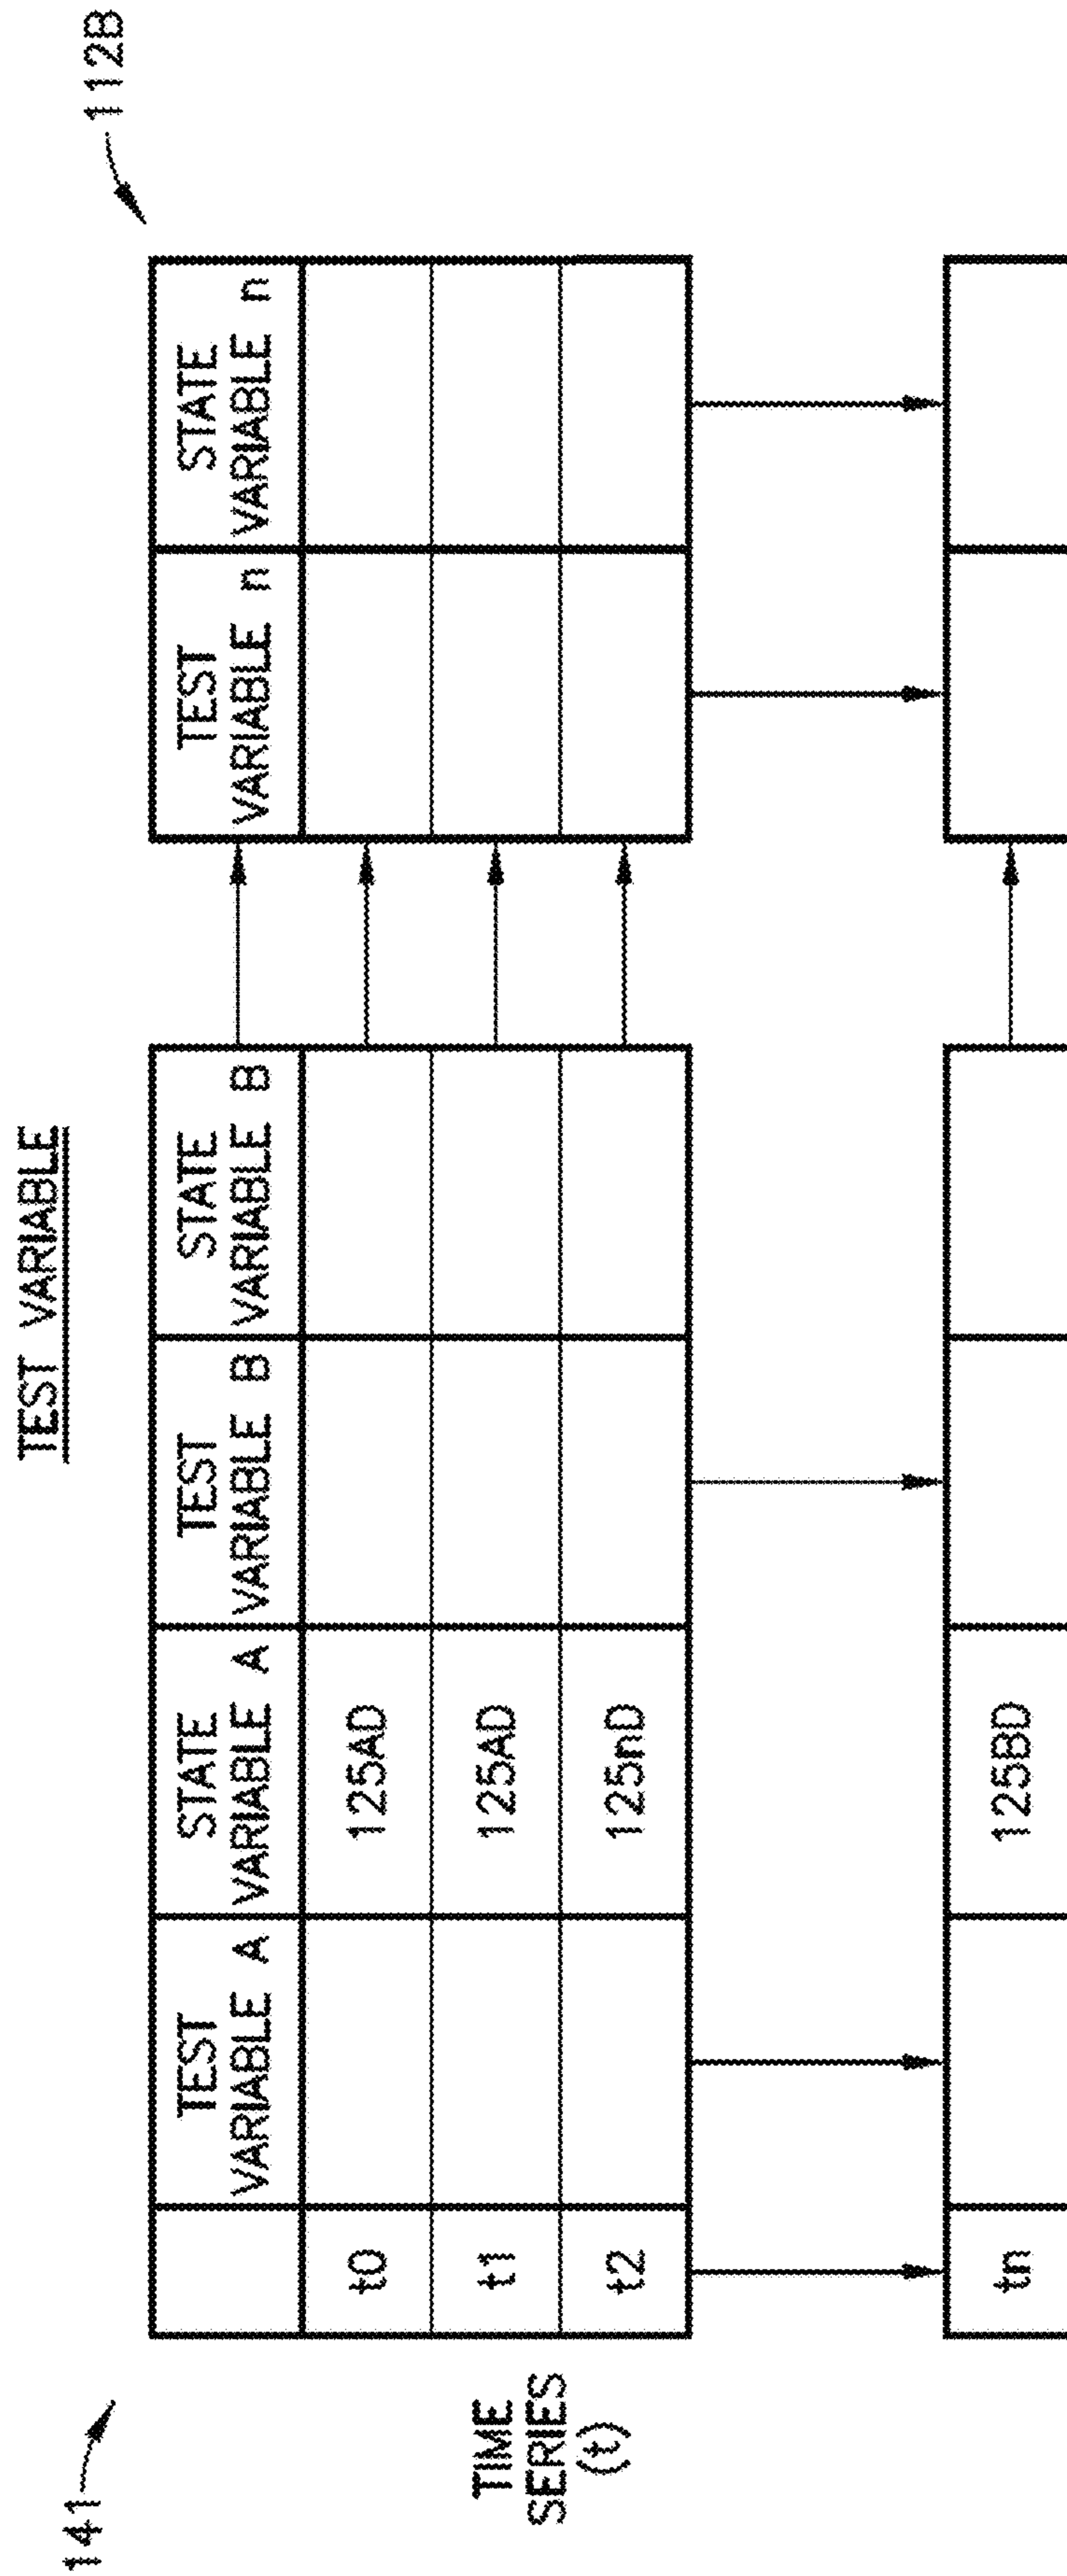 TEST VARIABLE
141
112B
TEST VARIABLE A
STATE VARIABLE A
TEST VARIABLE B
STATE VARIABLE B
TEST VARIABLE n
STATE VARIABLE n
TIME
SERIES
(t)
t0
125AD
t1
125AD
t2
125nD
tn
125BD